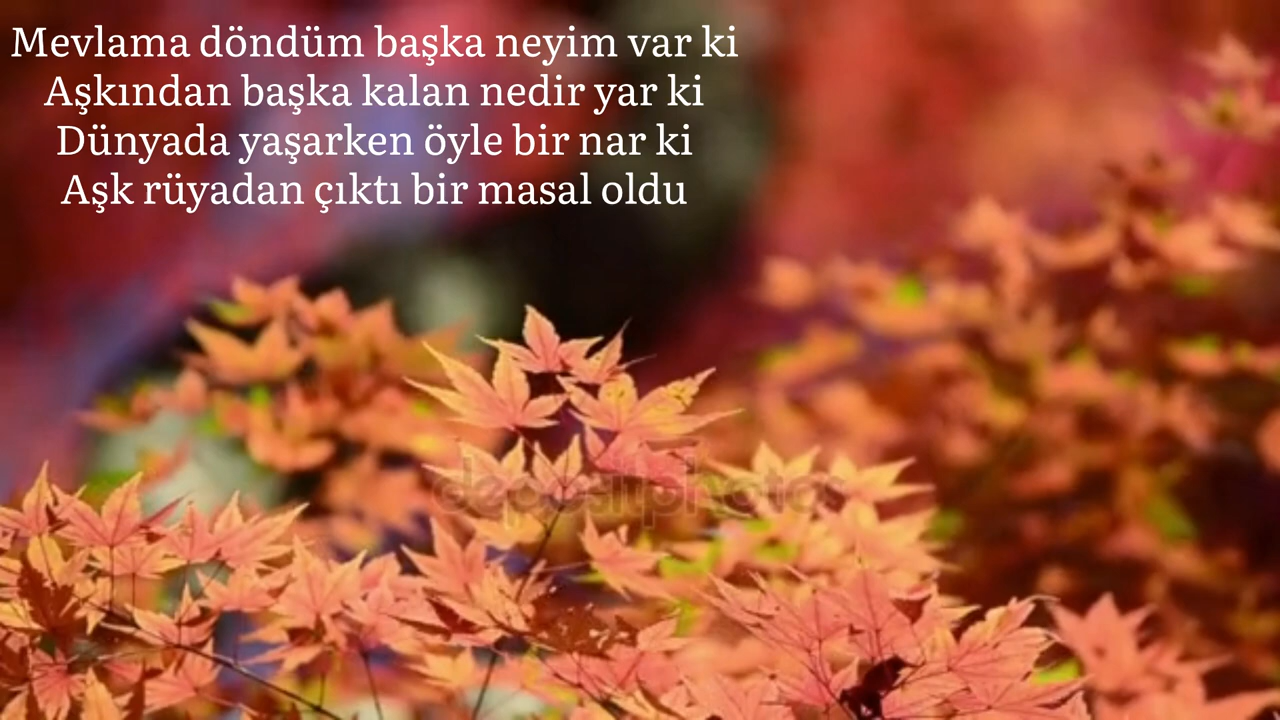 Mevlama döndüm başka neyim var ki
Aşkından başka kalan nedir yar ki
Dünyada yaşarken öyle bir nar ki
Aşk rüyadan çıktı bir masal oldu
depositphotos